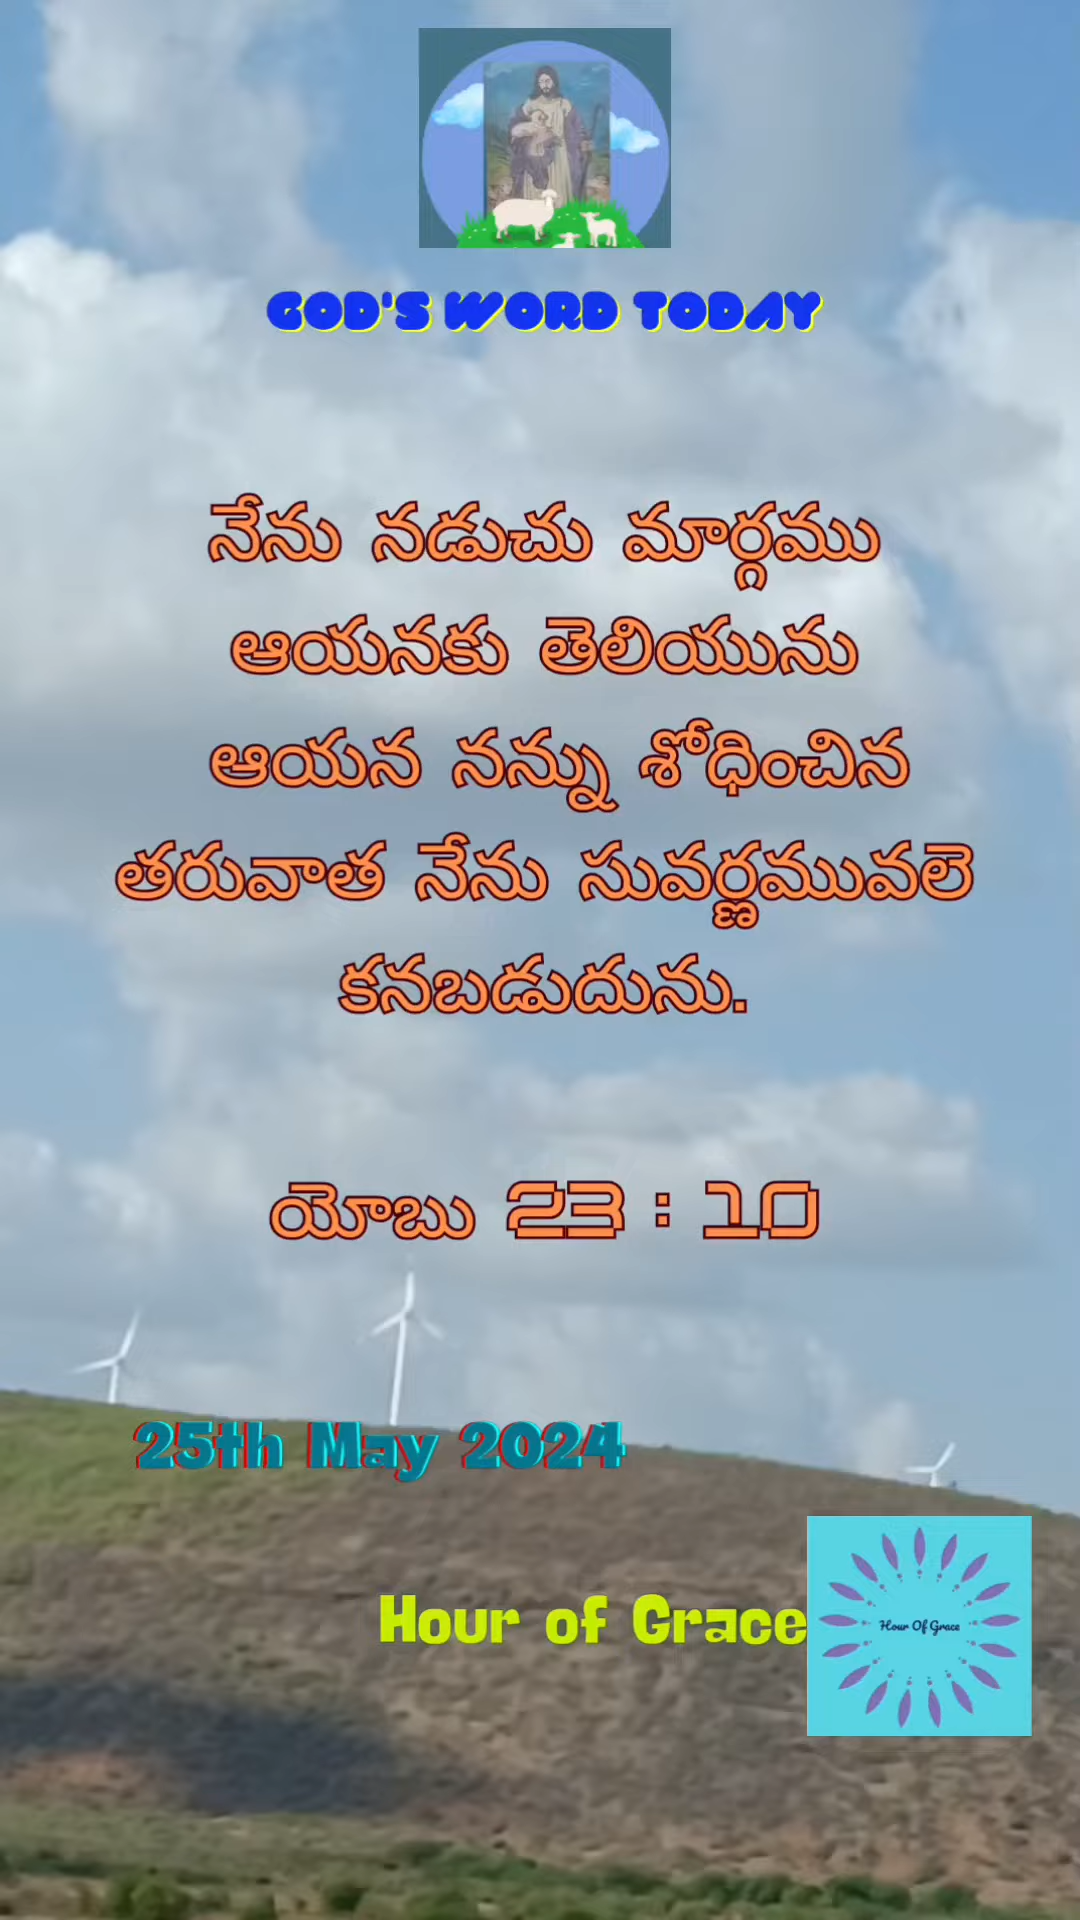 GOD'S WORD TODAY
నేను నడుచు మార్గము
ఆయనకు తెలియును
ఆయన నన్ను శోధించిన
తరువాత నేను సువర్ణమువలె
కనబడుదును.
యోబు 23 : 10
25th May 2024
Hour of Grace
Hour Of Grace